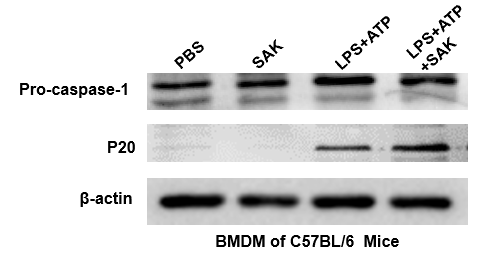 PBS SAK LPS+ATP LPS+ATP
+SAK
Pro-caspase-1
P20
β-actin
BMDM of C57BL/6 Mice